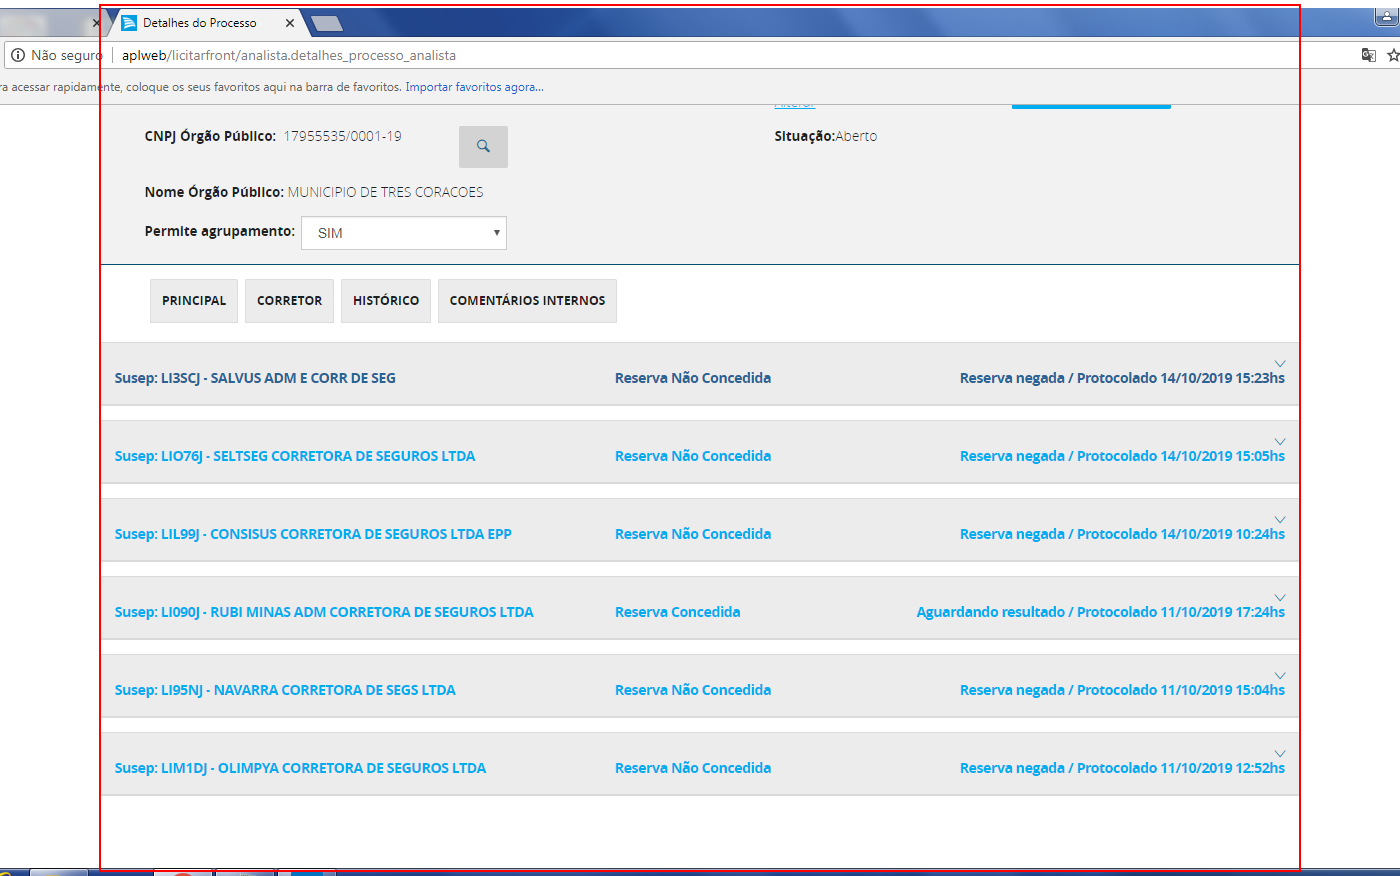 Detalhes do Processo
Não seguro | aplweb/licitarfront/analista.detalhes_processo_analista
ra acessar rapidamente, coloque os seus favoritos aqui na barra de favoritos. Importar favoritos agora...
Alterar
CNPJ Órgão Público: 17955535/0001-19
Situação:Aberto
Nome Órgão Público: MUNICIPIO DE TRES CORACOES
Permite agrupamento: SIM
PRINCIPAL CORRETOR HISTÓRICO COMENTÁRIOS INTERNOS
Susep: LI3SCJ - SALVUS ADM E CORR DE SEG Reserva Não Concedida Reserva negada / Protocolado 14/10/2019 15:23hs
Susep: LIO76J - SELTSEG CORRETORA DE SEGUROS LTDA Reserva Não Concedida Reserva negada / Protocolado 14/10/2019 15:05hs
Susep: LIL99J - CONSISUS CORRETORA DE SEGUROS LTDA EPP Reserva Não Concedida Reserva negada / Protocolado 14/10/2019 10:24hs
Susep: LI090J - RUBI MINAS ADM CORRETORA DE SEGUROS LTDA Reserva Concedida Aguardando resultado / Protocolado 11/10/2019 17:24hs
Susep: LI95NJ - NAVARRA CORRETORA DE SEGS LTDA Reserva Não Concedida Reserva negada / Protocolado 11/10/2019 15:04hs
Susep: LIM1DJ - OLIMPYA CORRETORA DE SEGUROS LTDA Reserva Não Concedida Reserva negada / Protocolado 11/10/2019 12:52hs